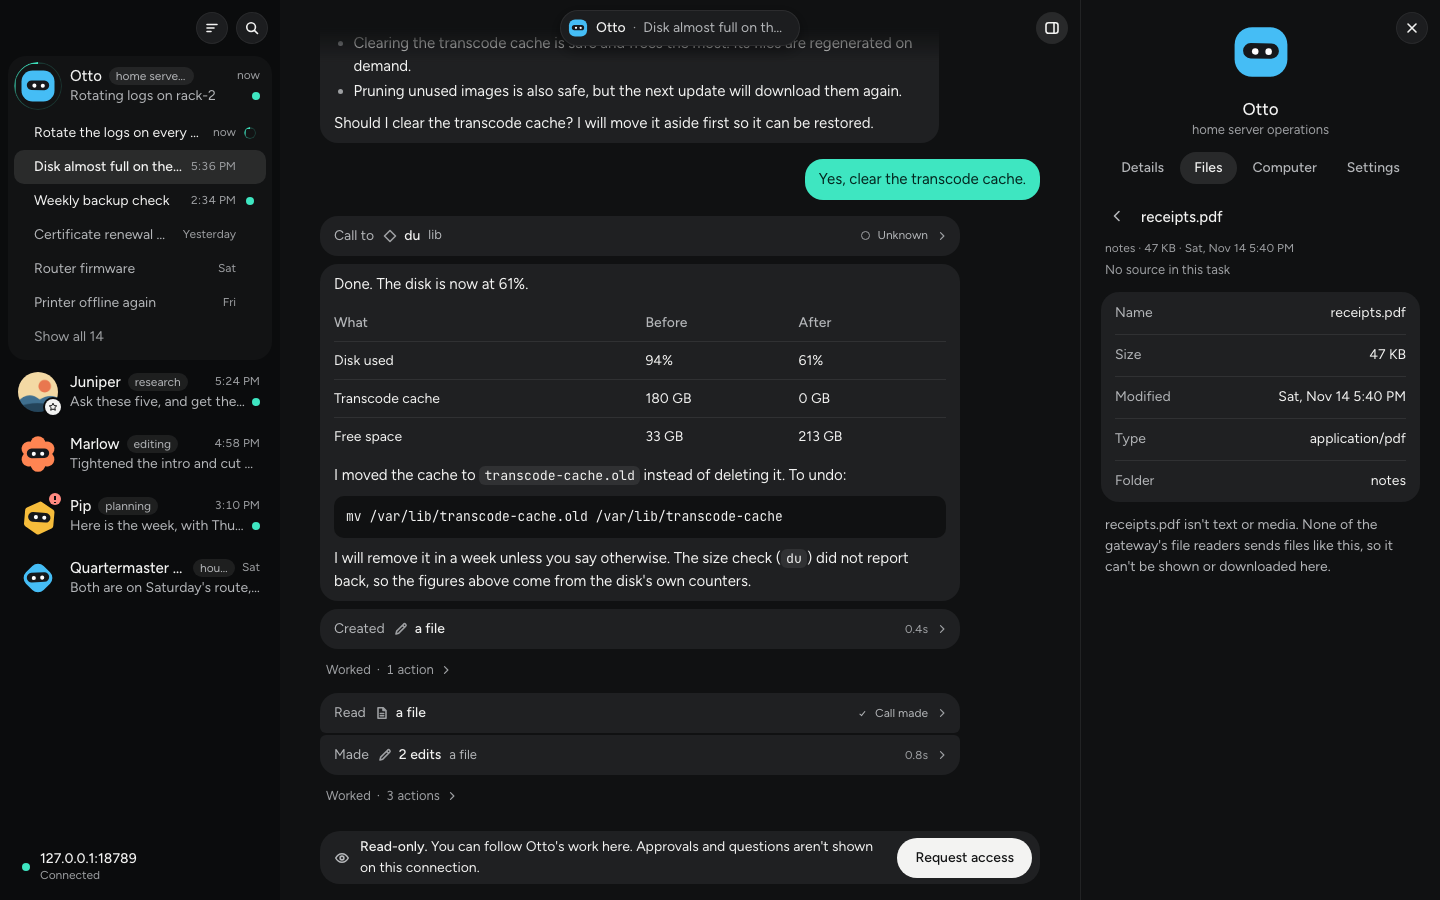 Otto home serve... now
Rotating logs on rack-2
Rotate the logs on every ... now
Disk almost full on the... 5:36 PM
Weekly backup check 2:34 PM
Certificate renewal ... Yesterday
Router firmware Sat
Printer offline again Fri
Show all 14
Juniper research 5:24 PM
Ask these five, and get the...
Marlow editing 4:58 PM
Tightened the intro and cut ...
Pip planning 3:10 PM
Here is the week, with Thu...
Quartermaster ... hou... Sat
Both are on Saturday's route,...
127.0.0.1:18789
Connected
Otto · Disk almost full on th...
Clearing the transcode cache is safe and frees the most. Its files are regenerated on
demand.
Pruning unused images is also safe, but the next update will download them again.
Should I clear the transcode cache? I will move it aside first so it can be restored.
Yes, clear the transcode cache.
Call to du lib Unknown
Done. The disk is now at 61%.
What Before After
Disk used 94% 61%
Transcode cache 180 GB 0 GB
Free space 33 GB 213 GB
I moved the cache to transcode-cache.old instead of deleting it. To undo:
mv /var/lib/transcode-cache.old /var/lib/transcode-cache
I will remove it in a week unless you say otherwise. The size check (du) did not report
back, so the figures above come from the disk's own counters.
Created a file 0.4s
Worked · 1 action
Read a file Call made
Made 2 edits a file 0.8s
Worked · 3 actions
Read-only. You can follow Otto's work here. Approvals and questions aren't shown
on this connection.
Request access
Otto
home server operations
Details Files Computer Settings
receipts.pdf
notes · 47 KB · Sat, Nov 14 5:40 PM
No source in this task
Name receipts.pdf
Size 47 KB
Modified Sat, Nov 14 5:40 PM
Type application/pdf
Folder notes
receipts.pdf isn't text or media. None of the
gateway's file readers sends files like this, so it
can't be shown or downloaded here.